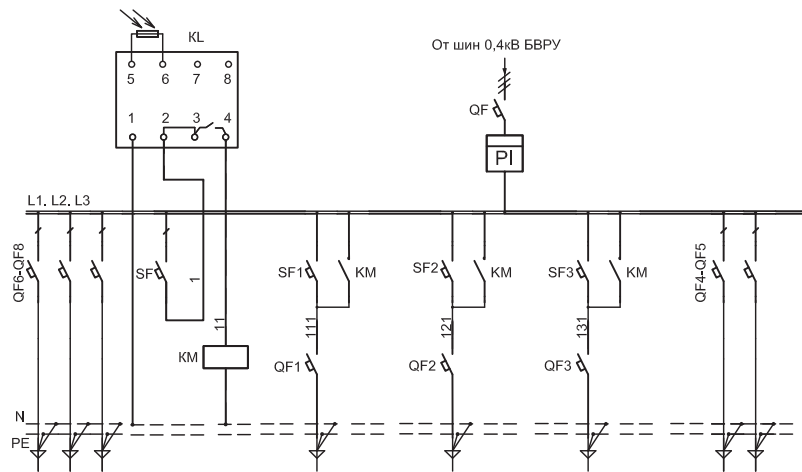 KL
5 6 7 8
1 2 3 4
От шин 0,4кВ БВРУ
QF
PI
L1. L2. L3
QF6-QF8
SF
1
11
KM
SF1
KM
111
QF1
SF2
KM
121
QF2
SF3
KM
131
QF3
QF4-QF5
N
PE